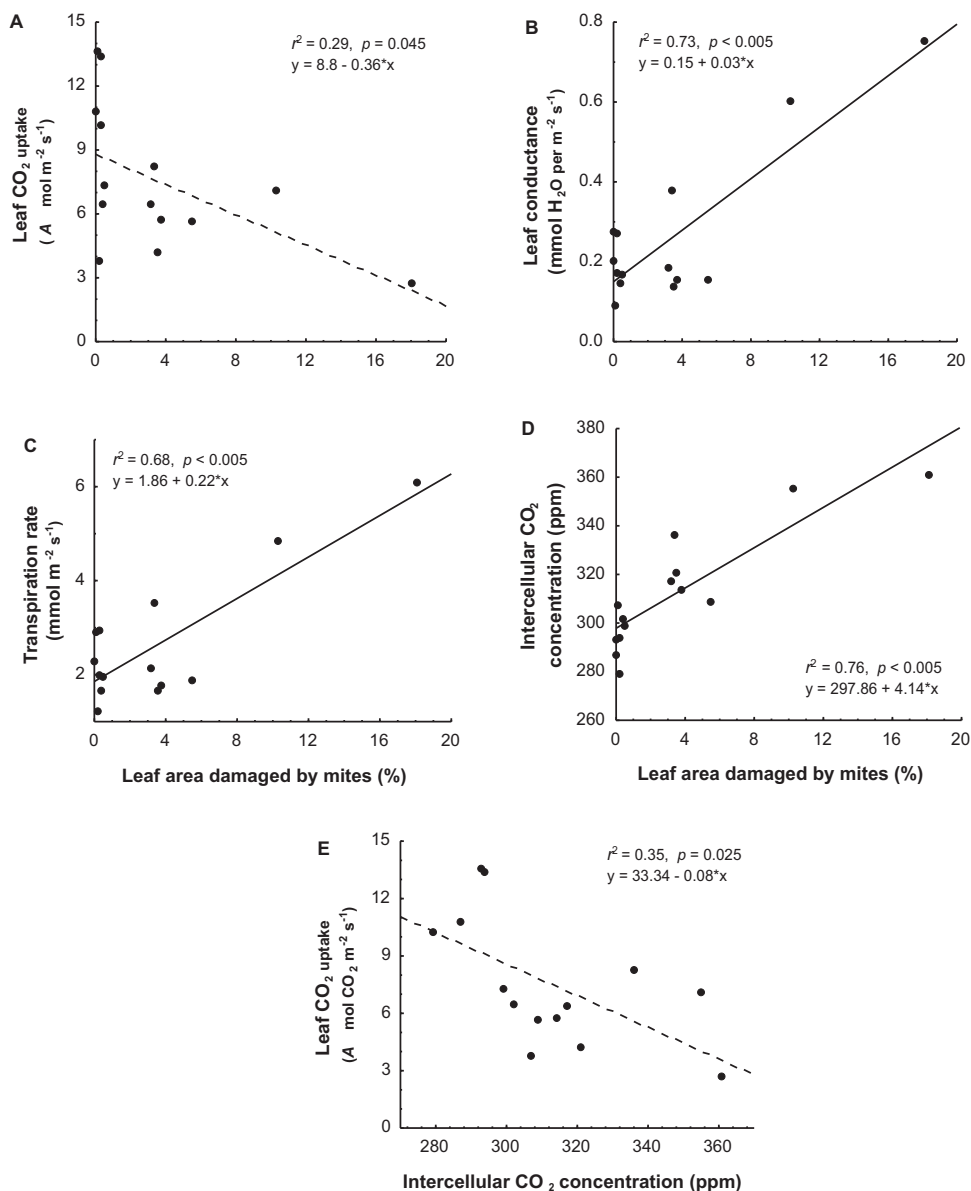 A
r² = 0.29, p = 0.045
y = 8.8 - 0.36*x
Leaf CO₂ uptake
(A mol m⁻² s⁻¹)
15
12
9
6
3
0
0 4 8 12 16 20
B
r² = 0.73, p < 0.005
y = 0.15 + 0.03*x
Leaf conductance
(mmol H₂O per m⁻² s⁻¹)
0.8
0.6
0.4
0.2
0.0
0 4 8 12 16 20
C
r² = 0.68, p < 0.005
y = 1.86 + 0.22*x
Transpiration rate
(mmol m⁻² s⁻¹)
6
4
2
0 4 8 12 16 20
Leaf area damaged by mites (%)
D
r² = 0.76, p < 0.005
y = 297.86 + 4.14*x
Intercellular CO₂
concentration (ppm)
380
360
340
320
300
280
260
0 4 8 12 16 20
Leaf area damaged by mites (%)
E
r² = 0.35, p = 0.025
y = 33.34 - 0.08*x
Leaf CO₂ uptake
(A mol CO₂ m⁻² s⁻¹)
15
12
9
6
3
0
280 300 320 340 360
Intercellular CO₂ concentration (ppm)